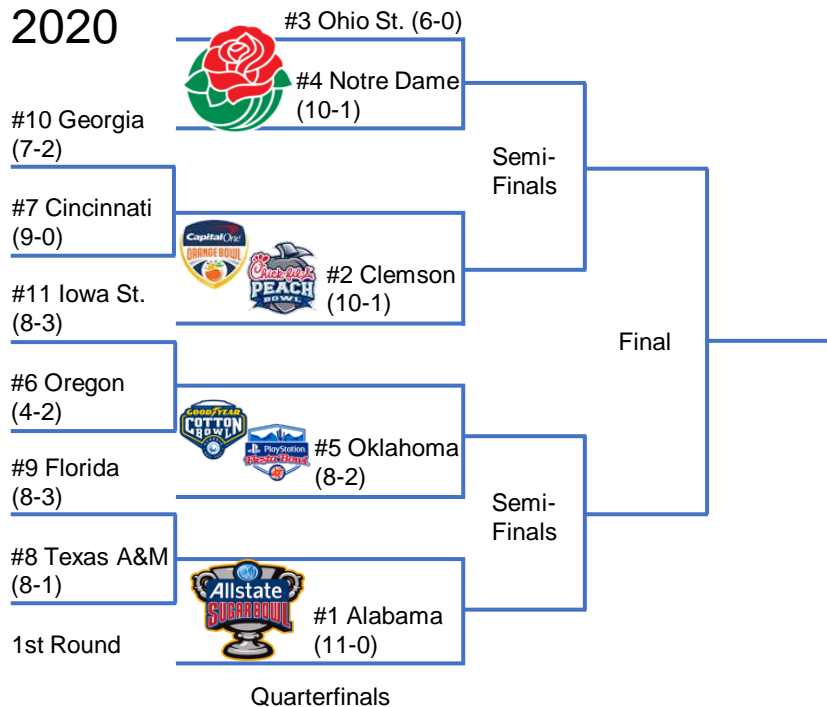 2020
#3 Ohio St. (6-0)
#4 Notre Dame
(10-1)
#10 Georgia
(7-2)
Semi-
Finals
#7 Cincinnati
(9-0)
Capital One
ORANGE BOWL
Chick-fil-A
PEACH
BOWL
#2 Clemson
(10-1)
#11 Iowa St.
(8-3)
Final
#6 Oregon
(4-2)
GOODYEAR
COTTON
BOWL
PlayStation
Fiesta Bowl
#5 Oklahoma
(8-2)
#9 Florida
(8-3)
Semi-
Finals
#8 Texas A&M
(8-1)
Allstate
SUGAR BOWL
#1 Alabama
(11-0)
1st Round
Quarterfinals